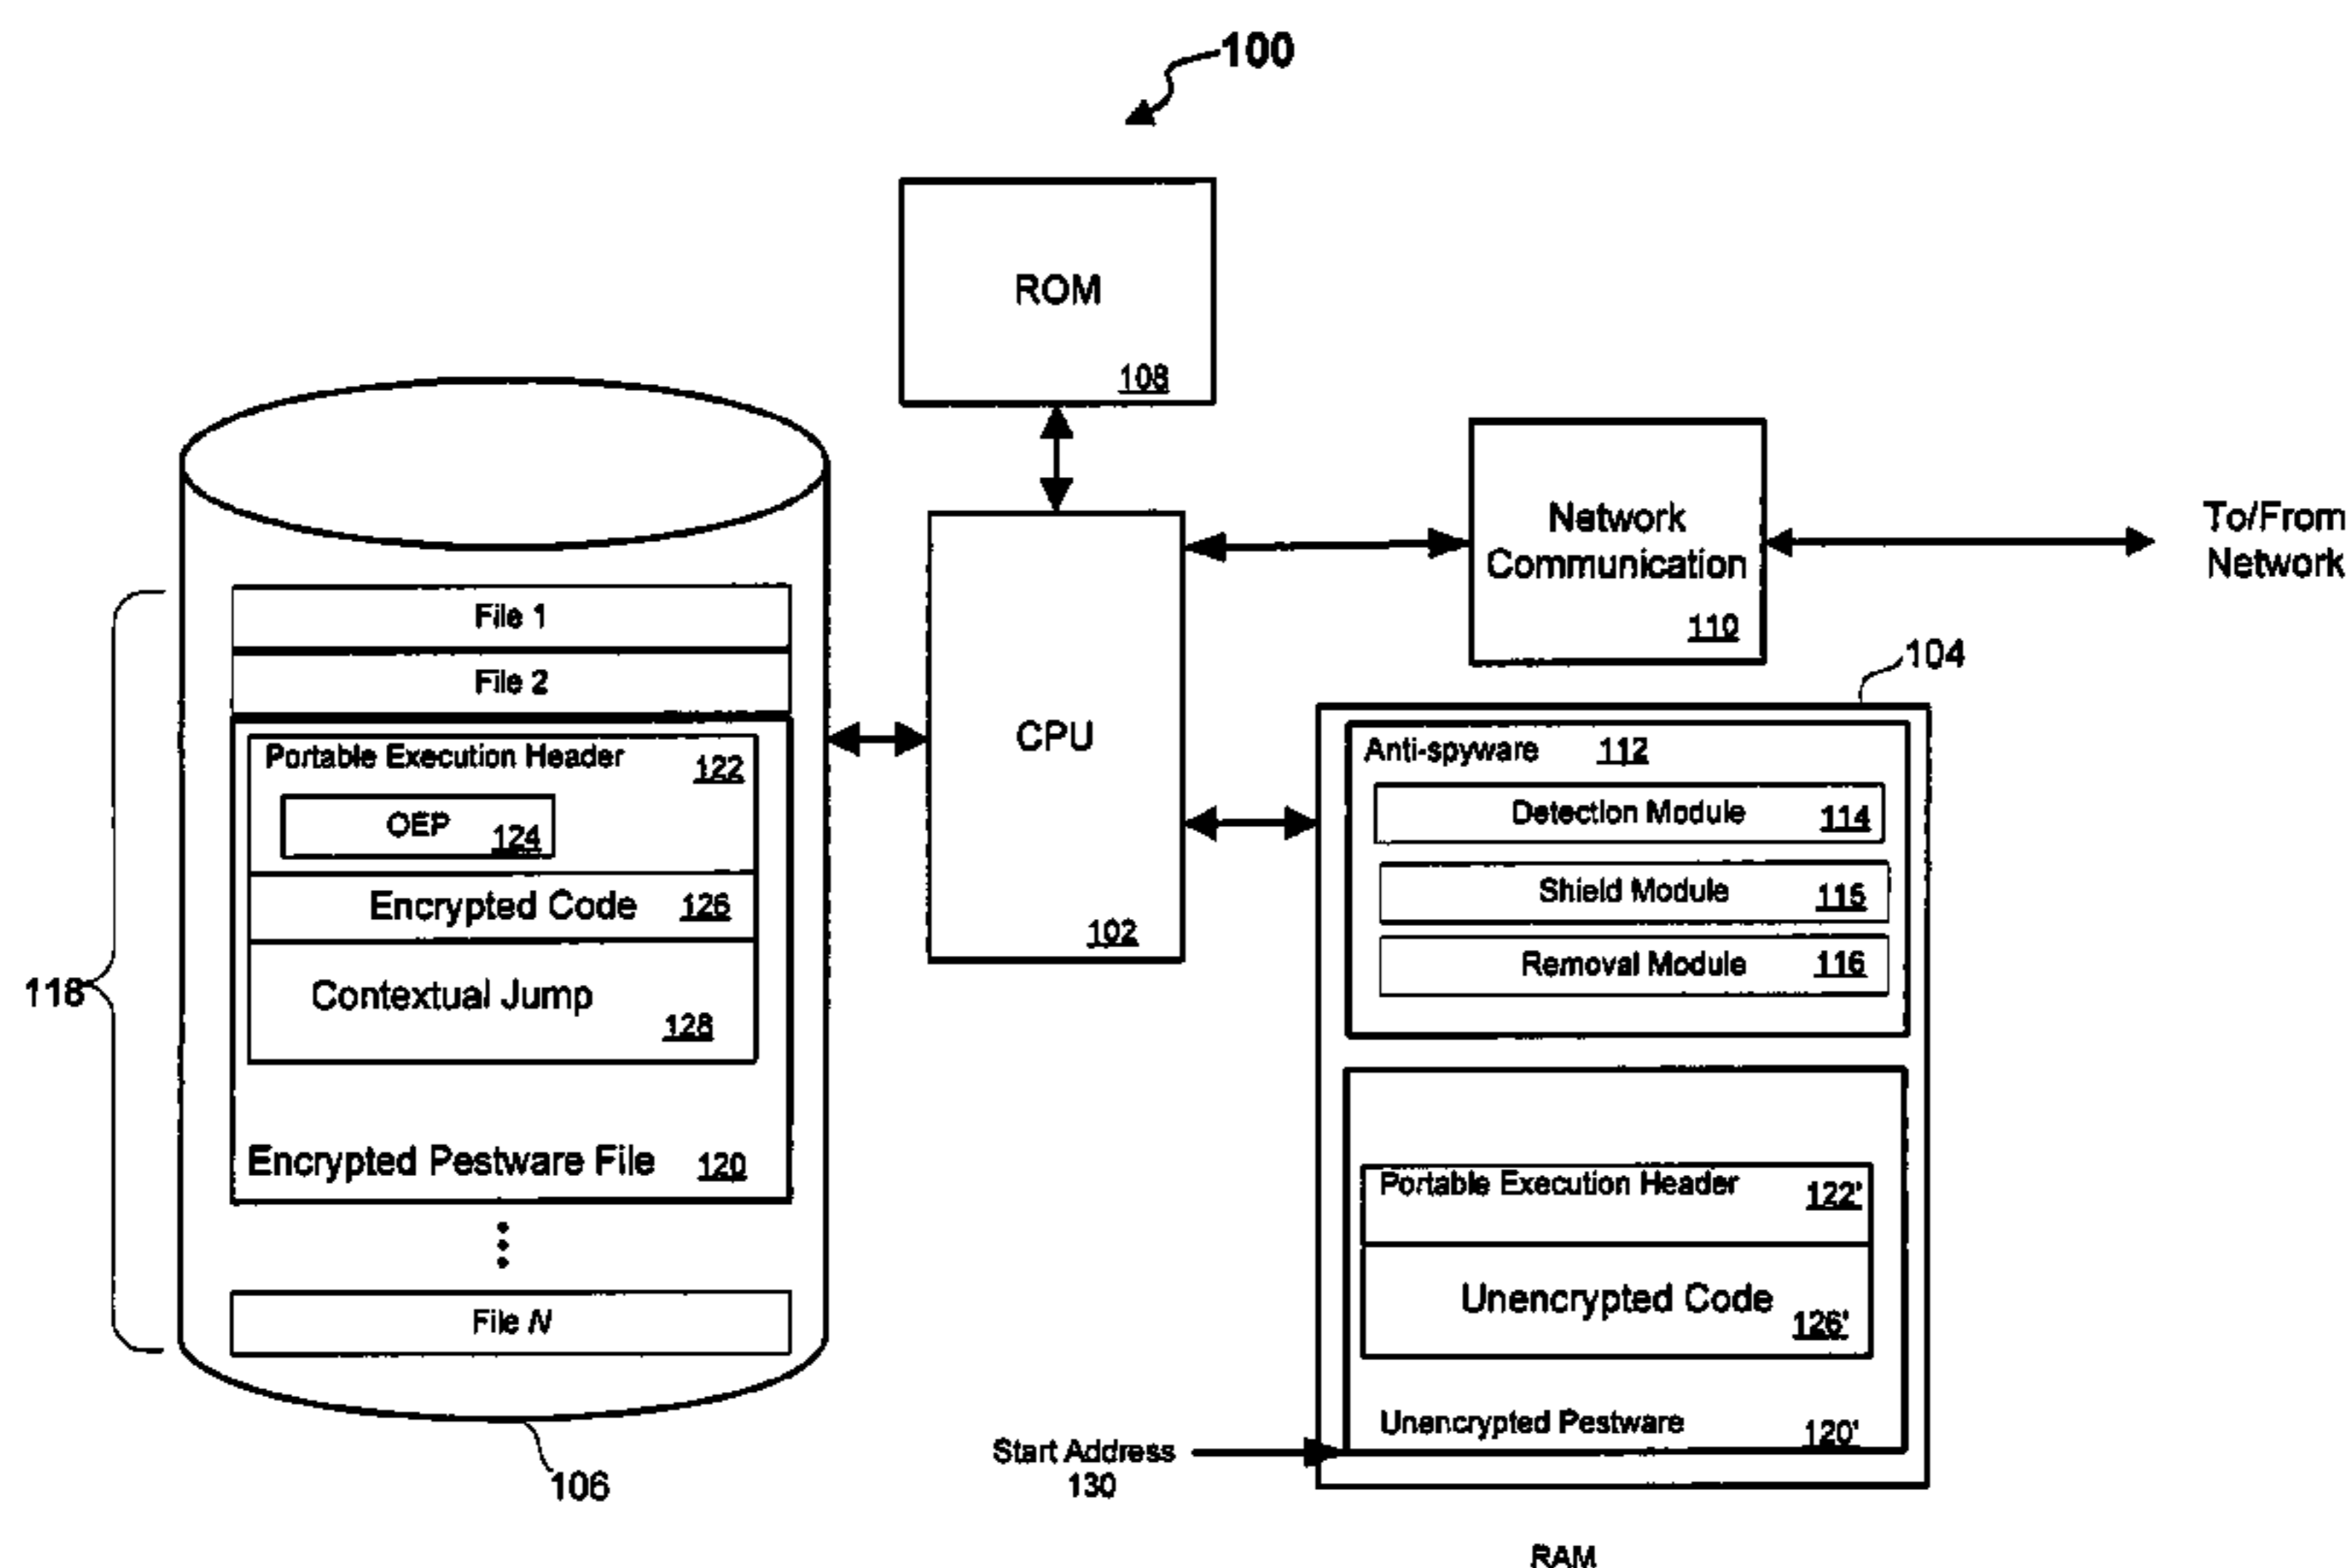 100
ROM
108
Network
Communication
110
To/From
Network
File 1
File 2
Portable Execution Header
122
OEP
124
Encrypted Code 126
Contextual Jump
128
Encrypted Pestware File 120
File N
118
106
CPU
102
104
Anti-spyware 112
Detection Module 114
Shield Module 115
Removal Module 116
Portable Execution Header 122'
Unencrypted Code
126'
Unencrypted Pestware 120'
Start Address
130
RAM